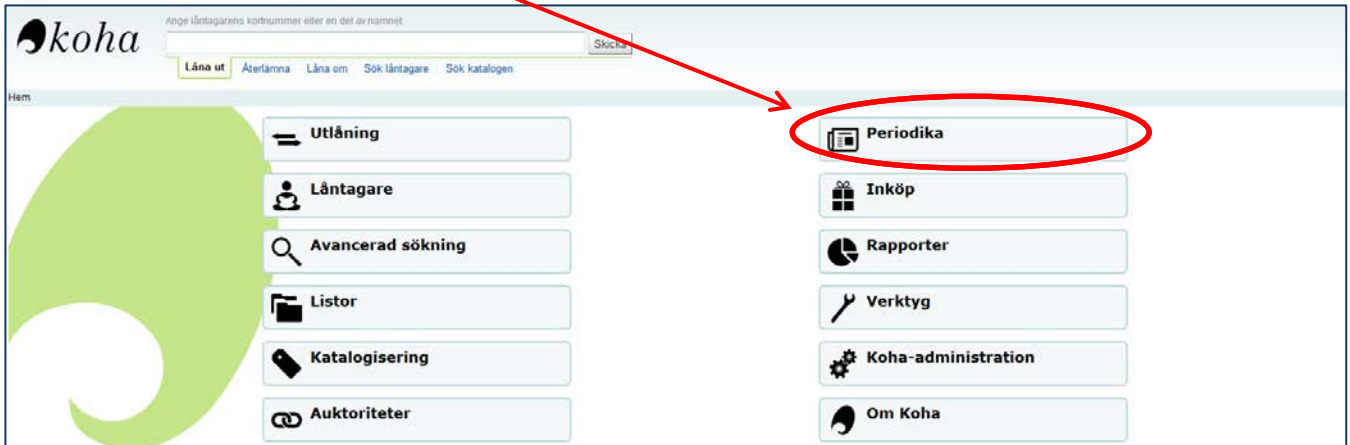 koha
Ange låntagarens kortnummer eller en del av namnet
Skicka
Låna ut Återlämna Låna om Sök låntagare Sök katalogen
Hem
Utlåning
Periodika
Låntagare
Inköp
Avancerad sökning
Rapporter
Listor
Verktyg
Katalogisering
Koha-administration
Auktoriteter
Om Koha